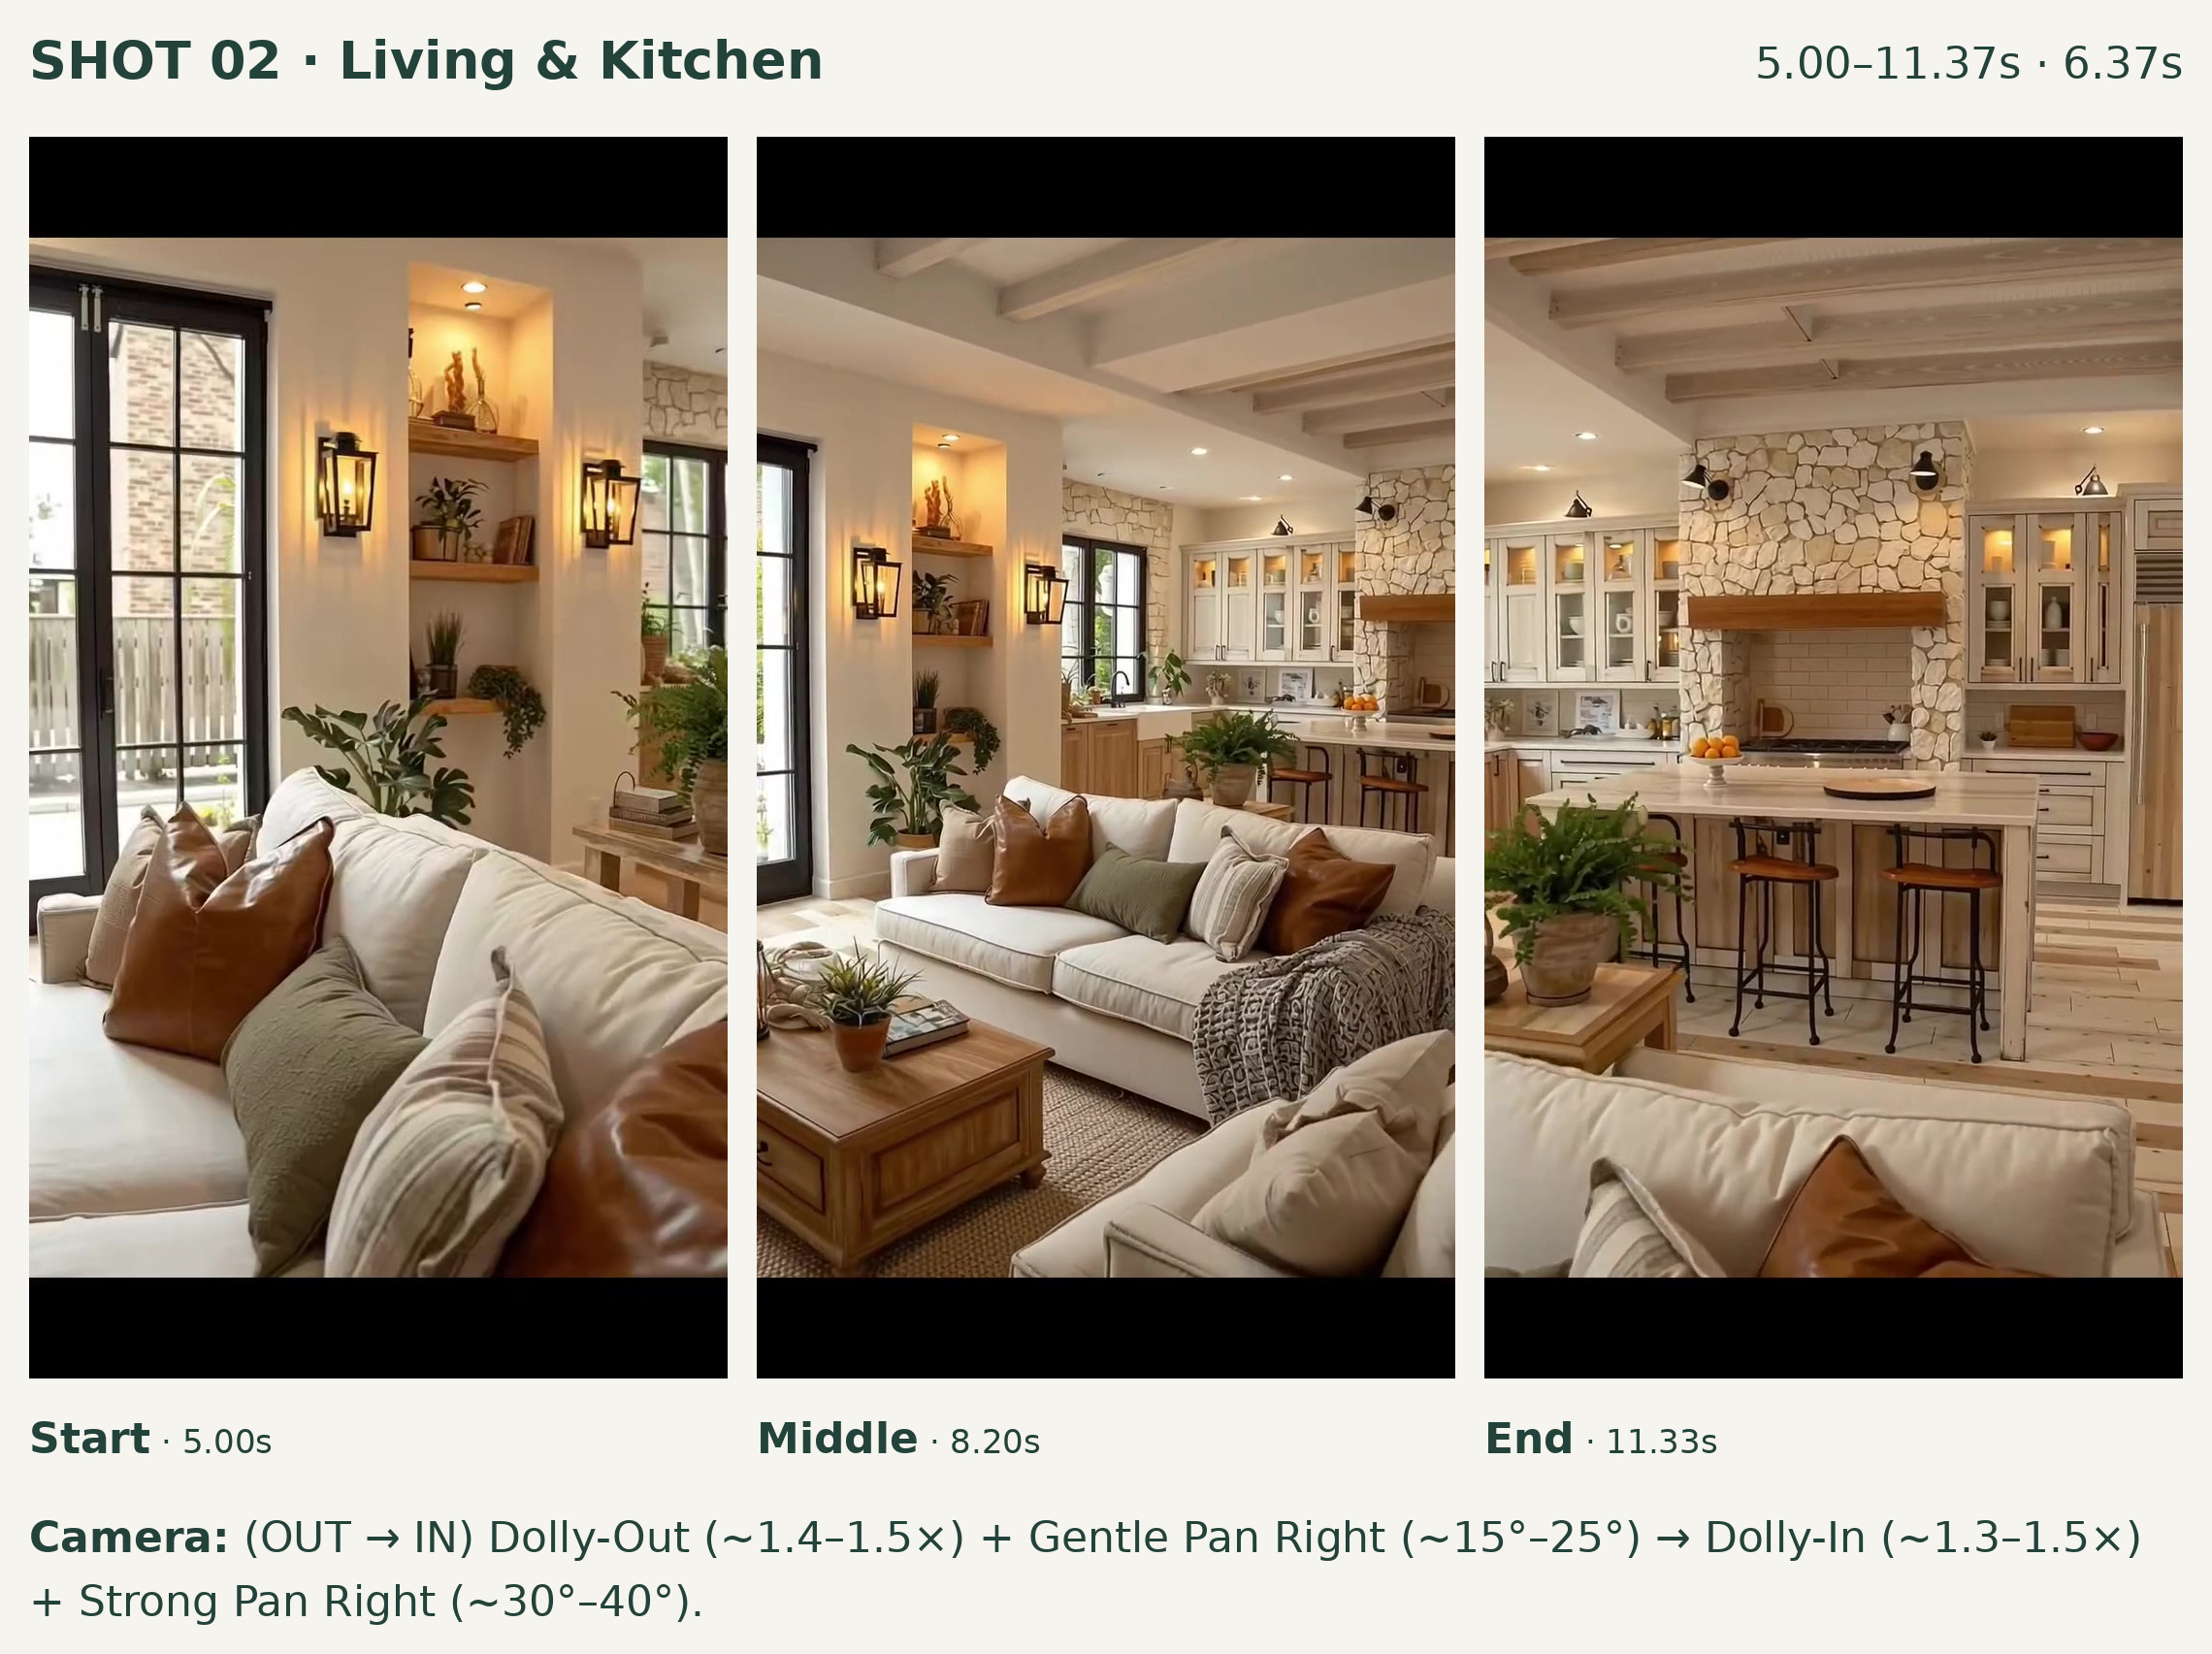 SHOT 02 · Living & Kitchen
5.00–11.37s · 6.37s
Start · 5.00s
Middle · 8.20s
End · 11.33s
Camera: (OUT → IN) Dolly-Out (~1.4–1.5×) + Gentle Pan Right (~15°–25°) → Dolly-In (~1.3–1.5×)
+ Strong Pan Right (~30°–40°).